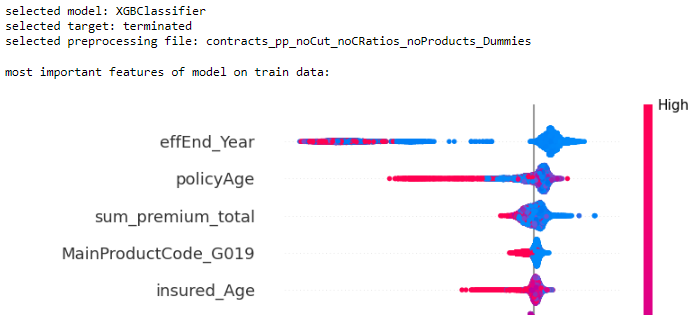 selected model: XGBClassifier
selected target: terminated
selected preprocessing file: contracts_pp_noCut_noCRatios_noProducts_Dummies
most important features of model on train data:
High
effEnd_Year
policyAge
sum_premium_total
MainProductCode_G019
insured_Age